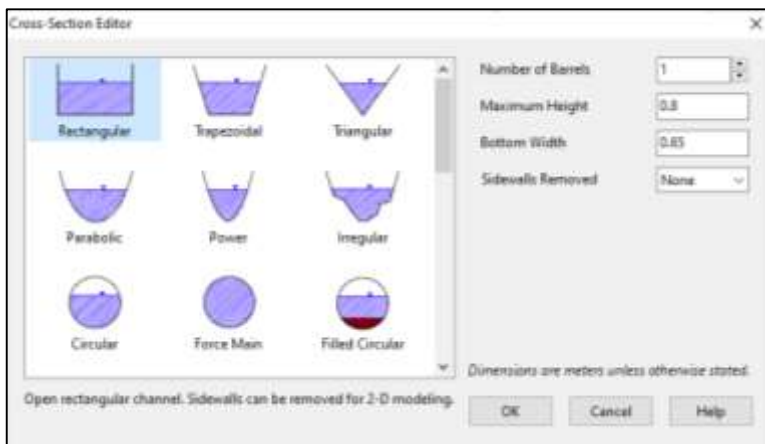 Cross-Section Editor
Rectangular
Trapezoidal
Triangular
Parabolic
Power
Irregular
Circular
Force Main
Filled Circular
Number of Barrels 1
Maximum Height 0.8
Bottom Width 0.85
Sidewalls Removed None
Dimensions are meters unless otherwise stated.
Open rectangular channel. Sidewalls can be removed for 2-D modeling.
OK Cancel Help